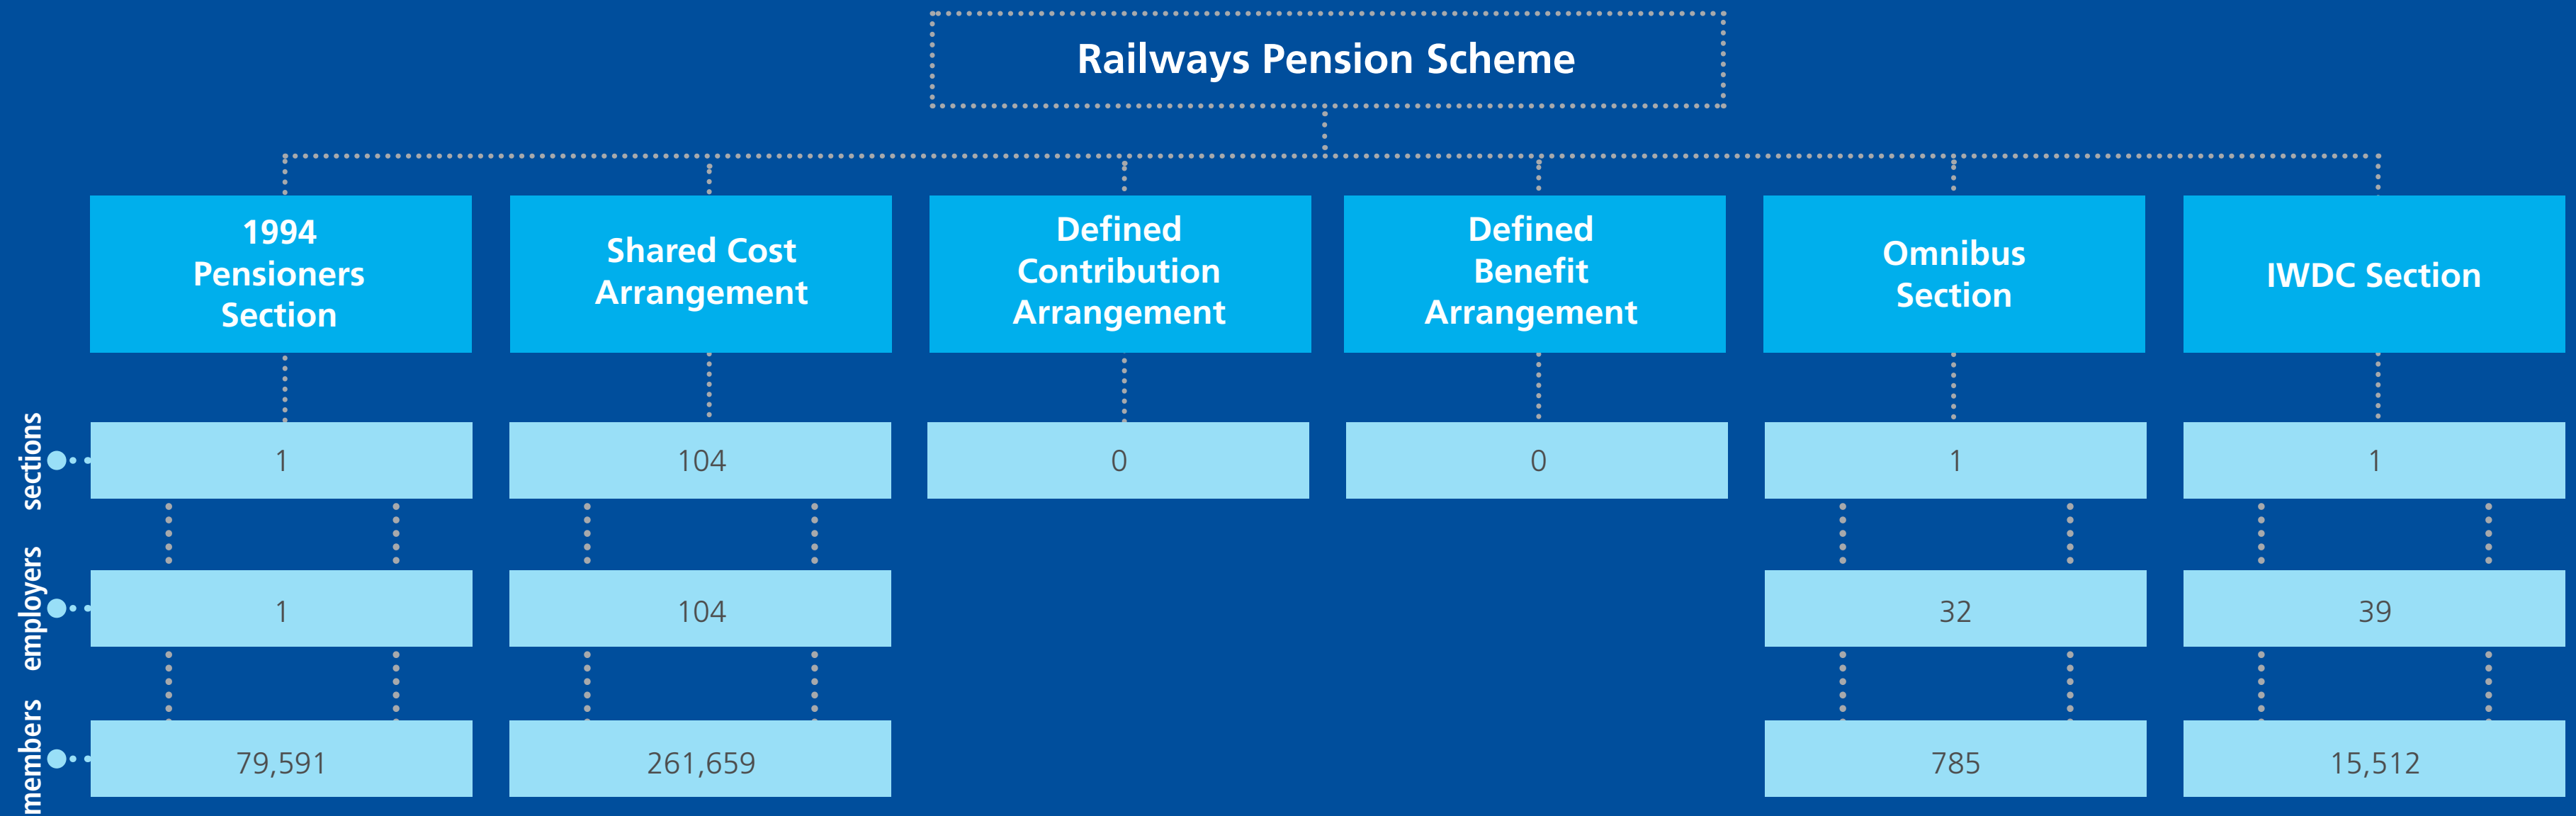 Railways Pension Scheme
1994
Pensioners
Section
Shared Cost
Arrangement
Defined
Contribution
Arrangement
Defined
Benefit
Arrangement
Omnibus
Section
IWDC Section
sections
1
104
0
0
1
1
employers
1
104
32
39
members
79,591
261,659
785
15,512